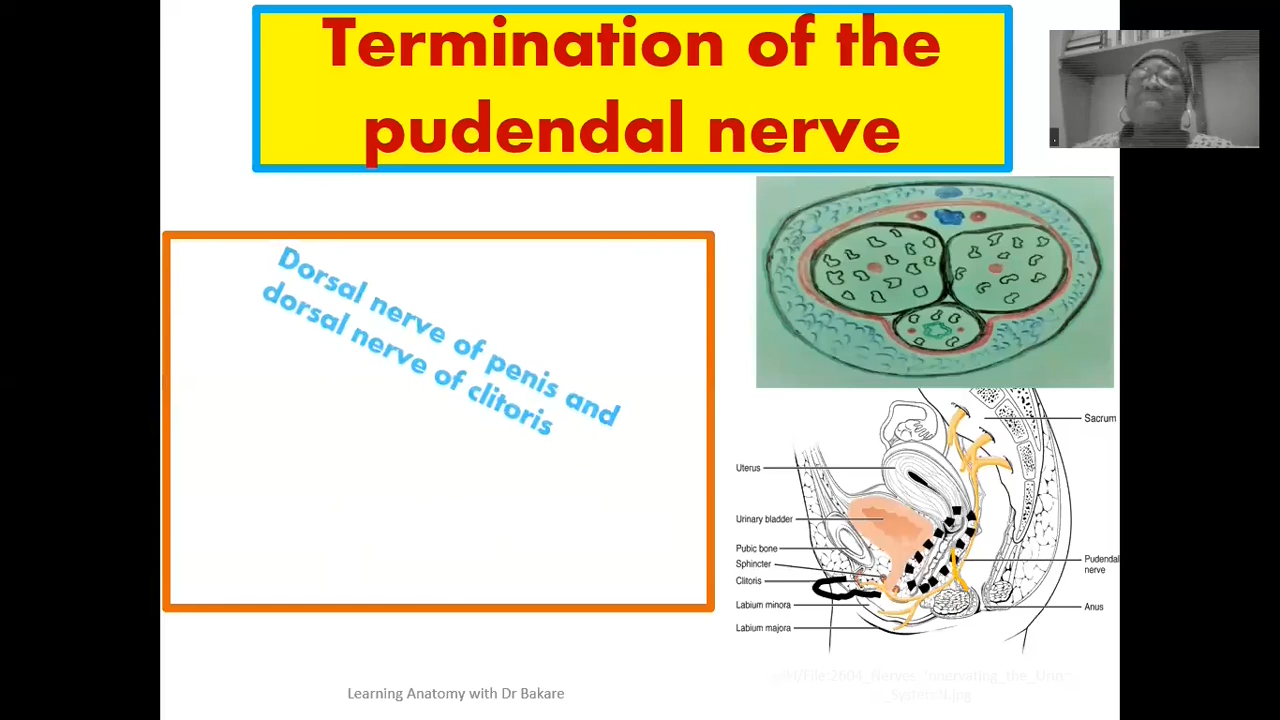 Termination of the
pudendal nerve
Dorsal nerve of penis and
dorsal nerve of clitoris
Sacrum
Uterus
Urinary bladder
Pubic bone
Sphincter
Clitoris
Labium minora
Labium majora
Pudendal
nerve
Anus
Learning Anatomy with Dr Bakare